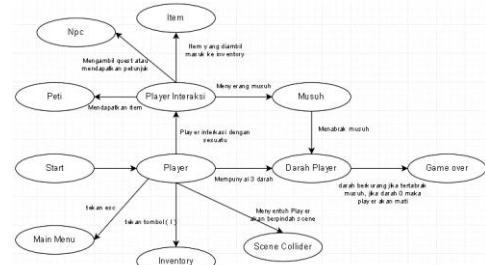 Item
Npc
Item yang diambil
masuk ke inventory
Mengambil quest atau
mendapatkan petunjuk
Menyerang musuh
Peti
Player Interaksi
Musuh
Mendapatkan item
Player interkasi dengan
sesuatu
Menabrak musuh
Start
Player
Darah Player
Game over
Mempunyai 3 darah
darah berkurang jika tertabrak
musuh, jika darah 0 maka
player akan mati
tekan esc
tekan tombol ( I )
Menyentuh Player
akan berpindah scene
Main Menu
Scene Collider
Inventory